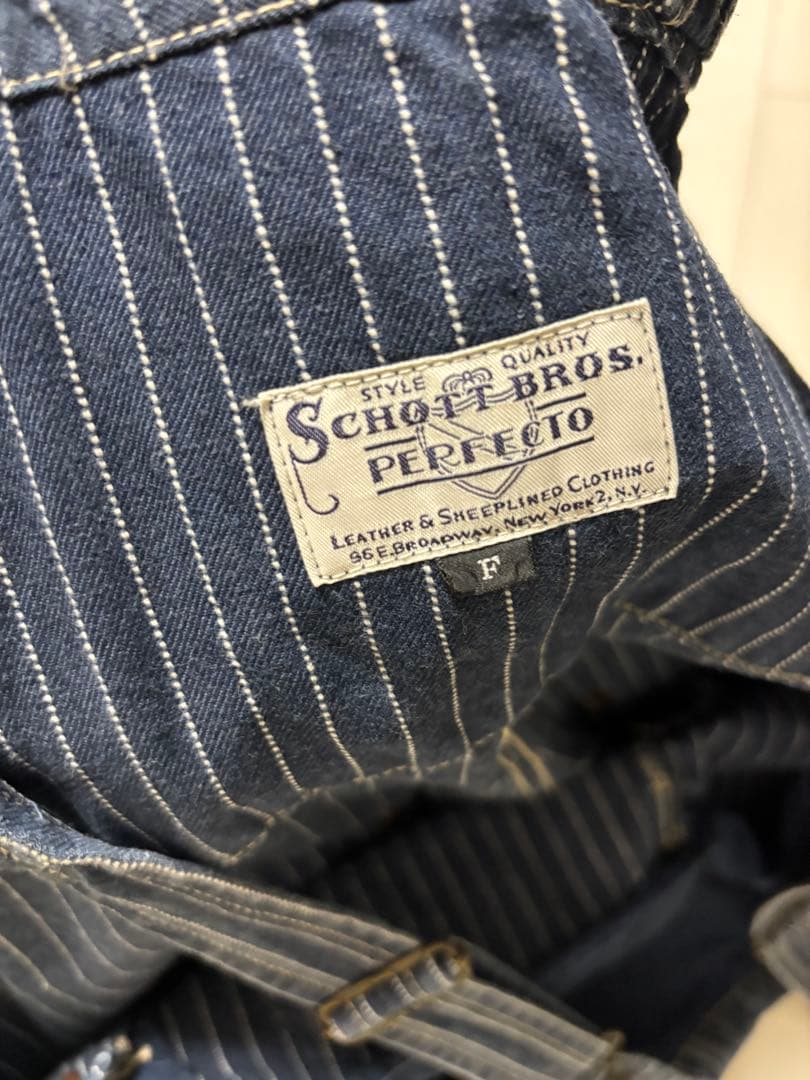 STYLE QUALITY
SCHOTT BROS.
PERFECTO
LEATHER & SHEEPLINED CLOTHING
96 E. BROADWAY, NEW YORK 2, N.Y.
F